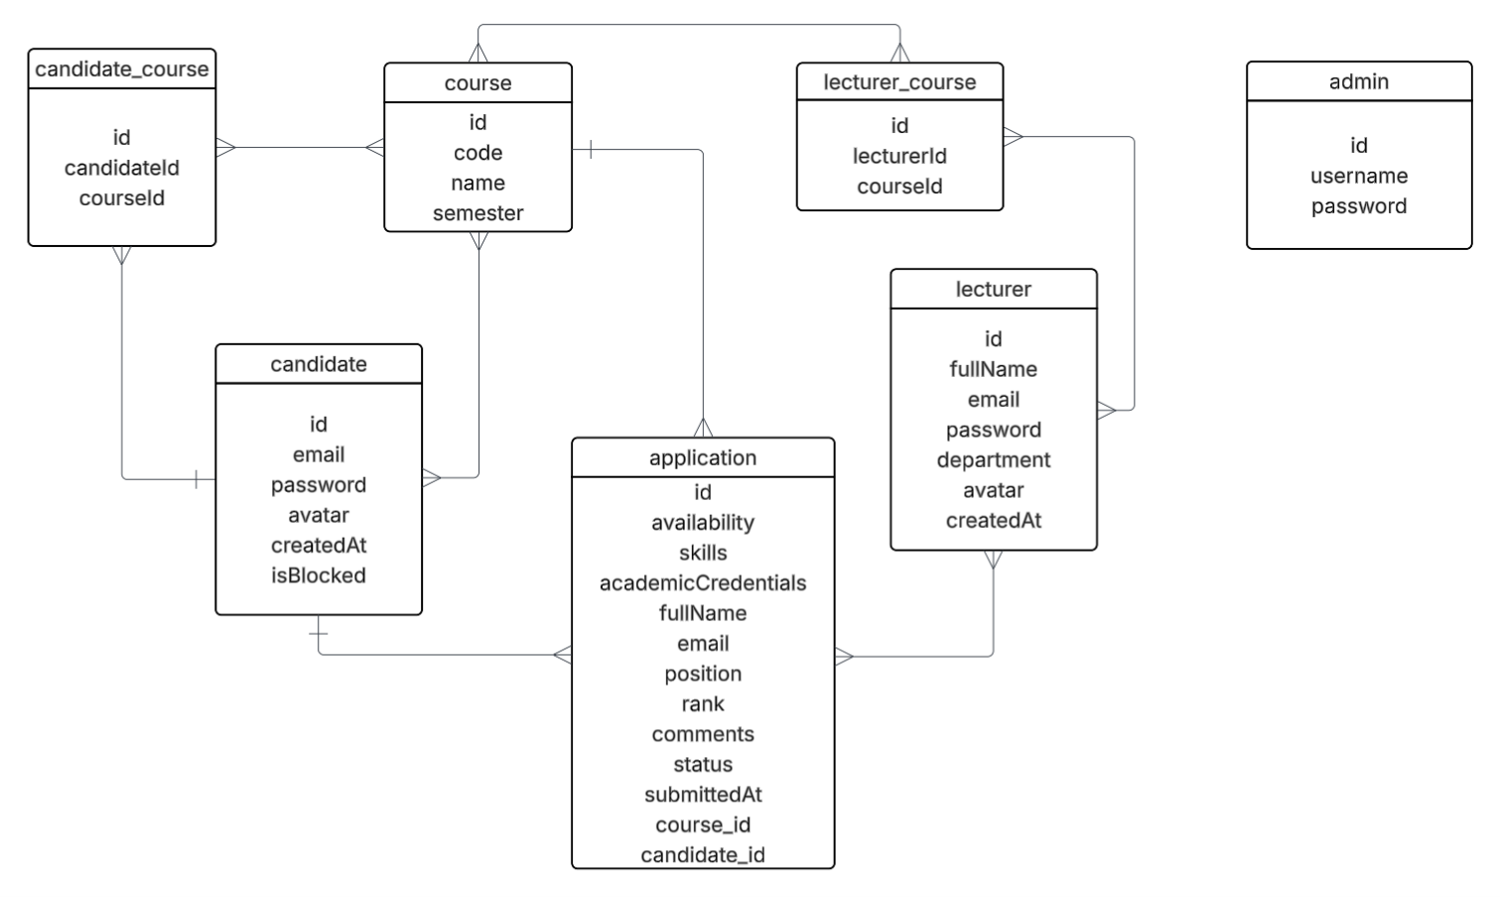 candidate_course
id
candidateId
courseId
course
id
code
name
semester
lecturer_course
id
lecturerId
courseId
admin
id
username
password
candidate
id
email
password
avatar
createdAt
isBlocked
application
id
availability
skills
academicCredentials
fullName
email
position
rank
comments
status
submittedAt
course_id
candidate_id
lecturer
id
fullName
email
password
department
avatar
createdAt